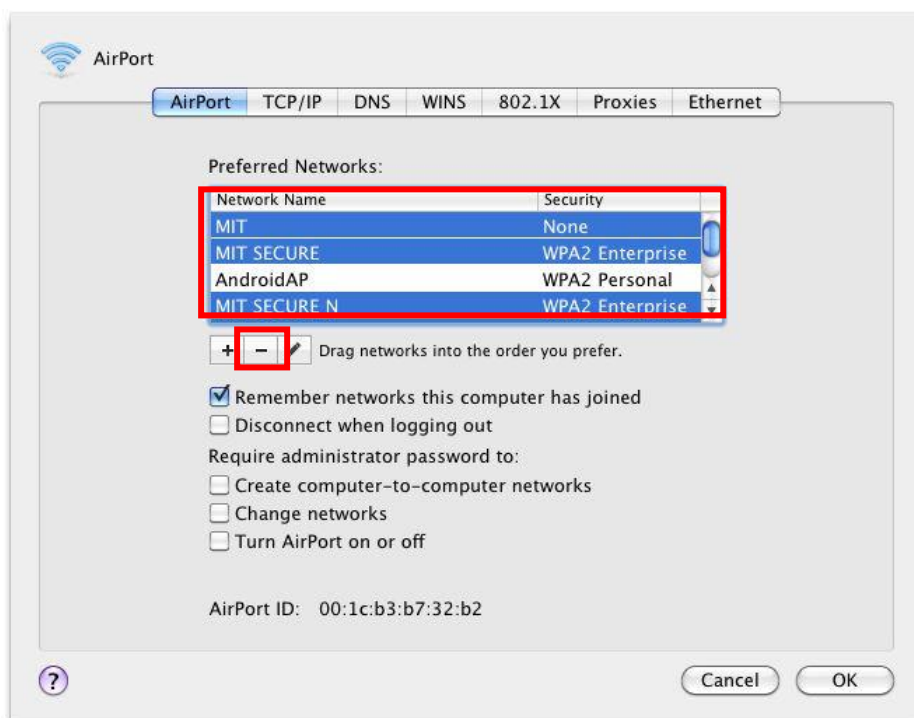 AirPort
AirPort TCP/IP DNS WINS 802.1X Proxies Ethernet
Preferred Networks:
Network Name Security
MIT None
MIT SECURE WPA2 Enterprise
AndroidAP WPA2 Personal
MIT SECURE N WPA2 Enterprise
+ − Drag networks into the order you prefer.
Remember networks this computer has joined
Disconnect when logging out
Require administrator password to:
Create computer-to-computer networks
Change networks
Turn AirPort on or off
AirPort ID: 00:1c:b3:b7:32:b2
? Cancel OK